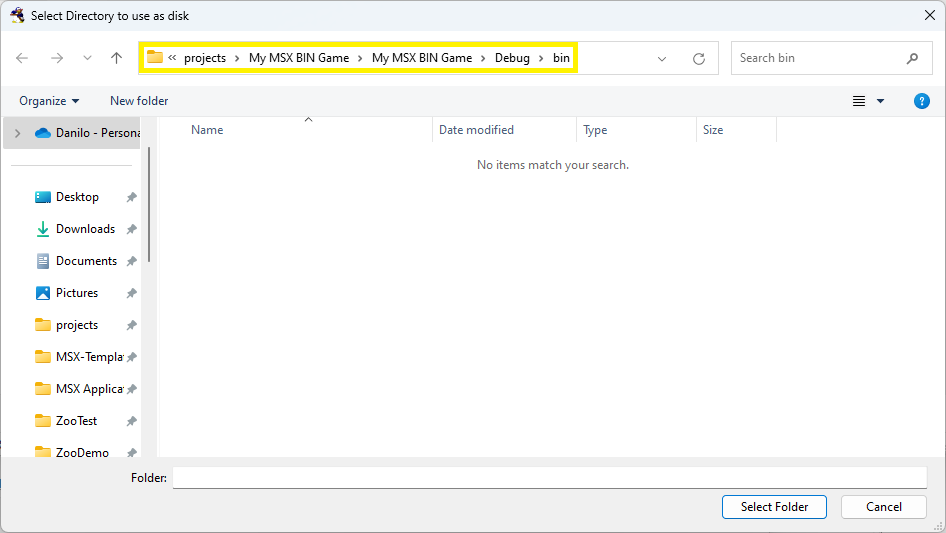 Select Directory to use as disk
« projects > My MSX BIN Game > My MSX BIN Game > Debug > bin
Search bin
Organize New folder
Name Date modified Type Size
Danilo - Persona
No items match your search.
Desktop
Downloads
Documents
Pictures
projects
MSX-Templa
MSX Applica
ZooTest
ZooDemo
Folder:
Select Folder Cancel